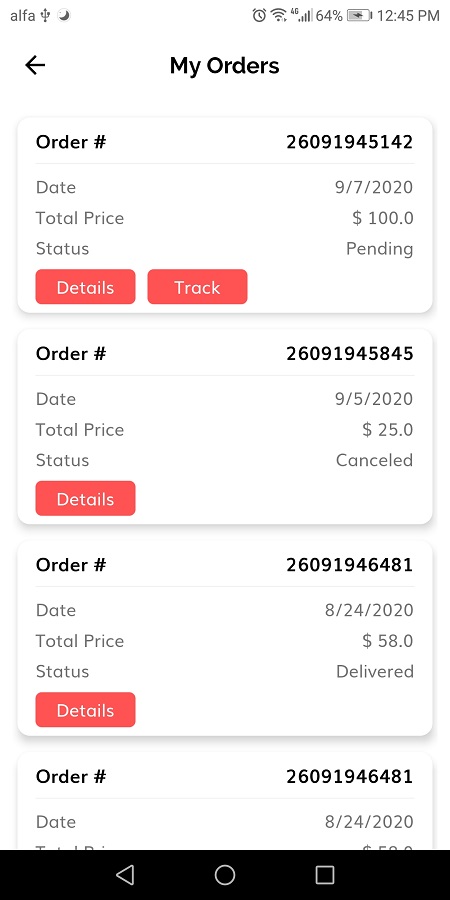 alfa 4G 64% 12:45 PM
My Orders
Order # 26091945142
Date 9/7/2020
Total Price $ 100.0
Status Pending
Details Track
Order # 26091945845
Date 9/5/2020
Total Price $ 25.0
Status Canceled
Details
Order # 26091946481
Date 8/24/2020
Total Price $ 58.0
Status Delivered
Details
Order # 26091946481
Date 8/24/2020